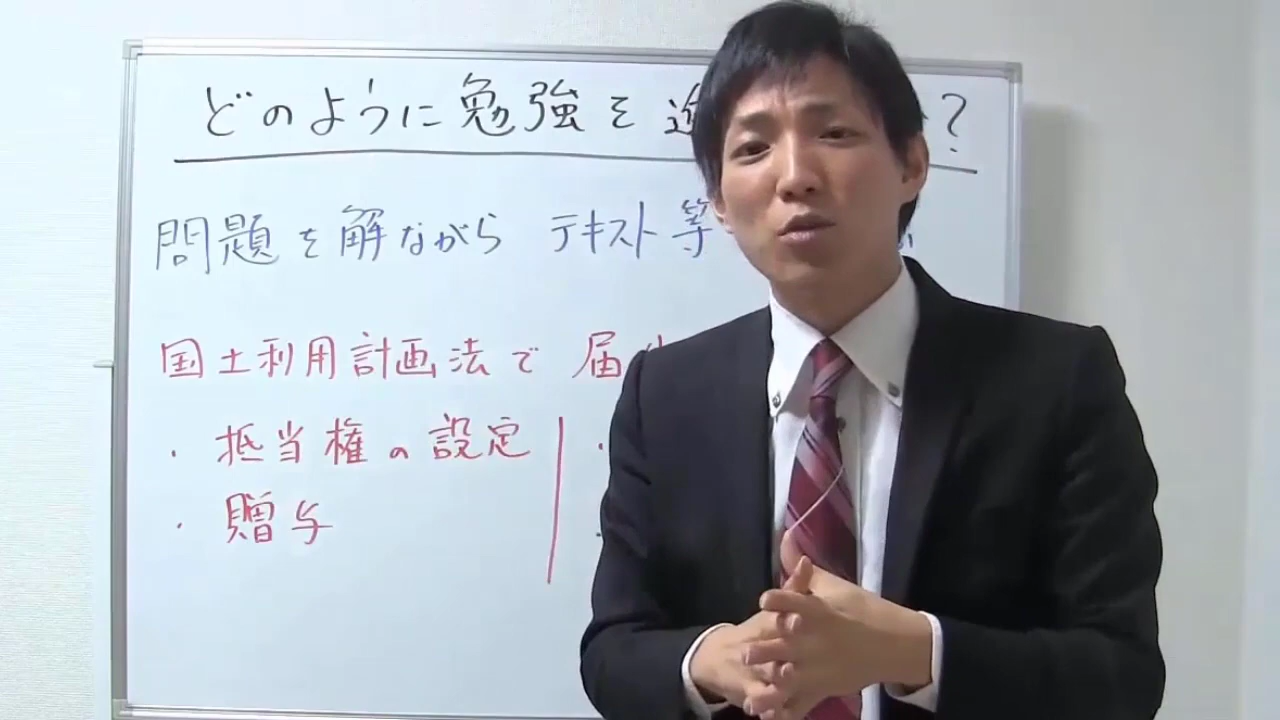 どのように勉強を進 ?
問題を解ながら テキスト等
国土利用計画法で 届
・抵当権の設定 ・
・贈与 ・